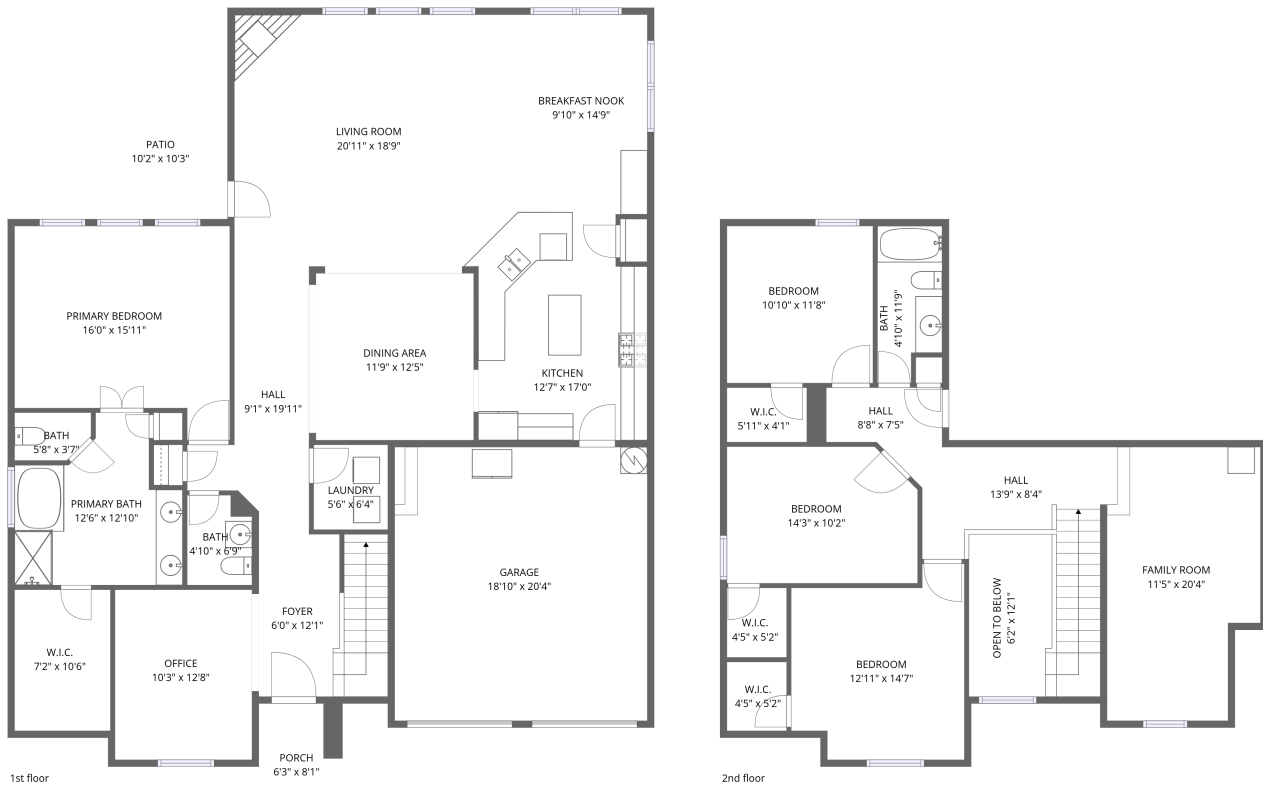 BREAKFAST NOOK
9'10" x 14'9"
LIVING ROOM
20'11" x 18'9"
PATIO
10'2" x 10'3"
PRIMARY BEDROOM
16'0" x 15'11"
DINING AREA
11'9" x 12'5"
KITCHEN
12'7" x 17'0"
HALL
9'1" x 19'11"
BATH
5'8" x 3'7"
PRIMARY BATH
12'6" x 12'10"
LAUNDRY
5'6" x 6'4"
BATH
4'10" x 6'9"
GARAGE
18'10" x 20'4"
FOYER
6'0" x 12'1"
W.I.C.
7'2" x 10'6"
OFFICE
10'3" x 12'8"
PORCH
6'3" x 8'1"
1st floor
BEDROOM
10'10" x 11'8"
BATH
4'10" x 11'9"
W.I.C.
5'11" x 4'1"
HALL
8'8" x 7'5"
HALL
13'9" x 8'4"
BEDROOM
14'3" x 10'2"
FAMILY ROOM
11'5" x 20'4"
OPEN TO BELOW
6'2" x 12'1"
W.I.C.
4'5" x 5'2"
BEDROOM
12'11" x 14'7"
W.I.C.
4'5" x 5'2"
2nd floor